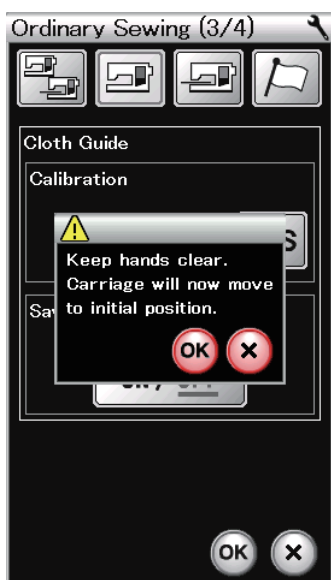 Ordinary Sewing (3/4)
Cloth Guide
Calibration
S
Keep hands clear.
Carriage will now move
to initial position.
Sa
OK
OK